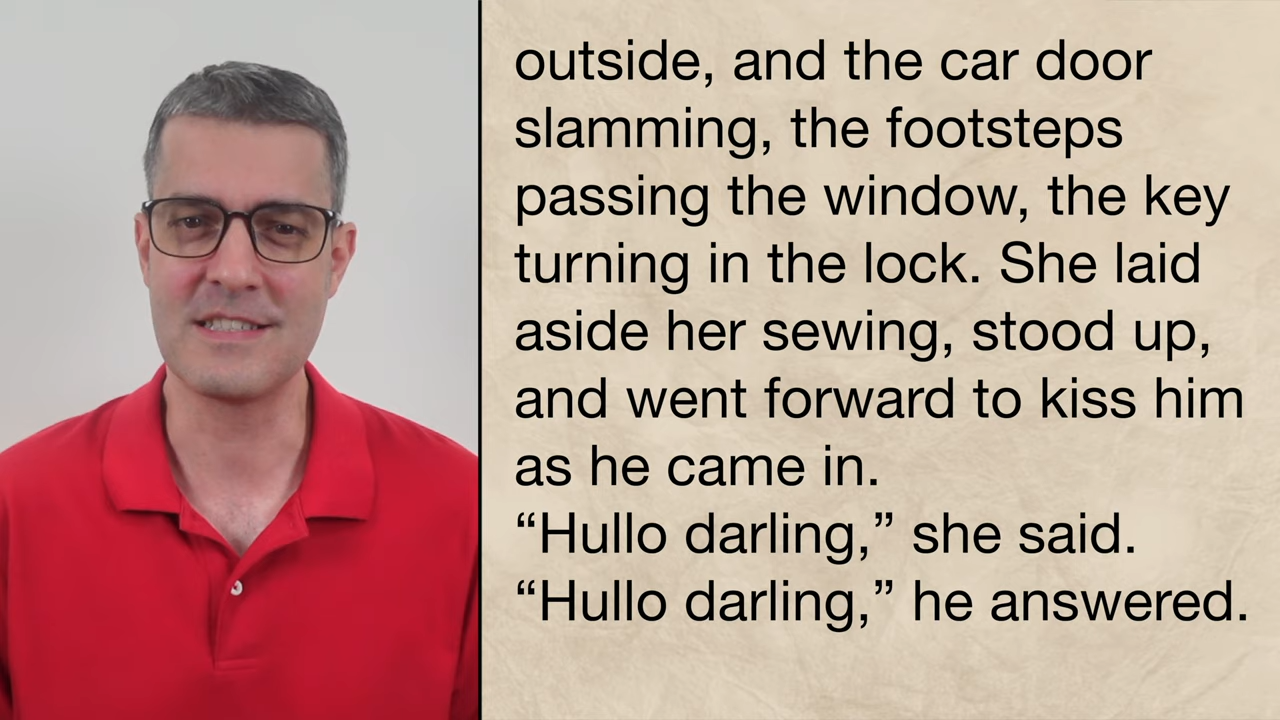 outside, and the car door
slamming, the footsteps
passing the window, the key
turning in the lock. She laid
aside her sewing, stood up,
and went forward to kiss him
as he came in.
“Hullo darling,” she said.
“Hullo darling,” he answered.